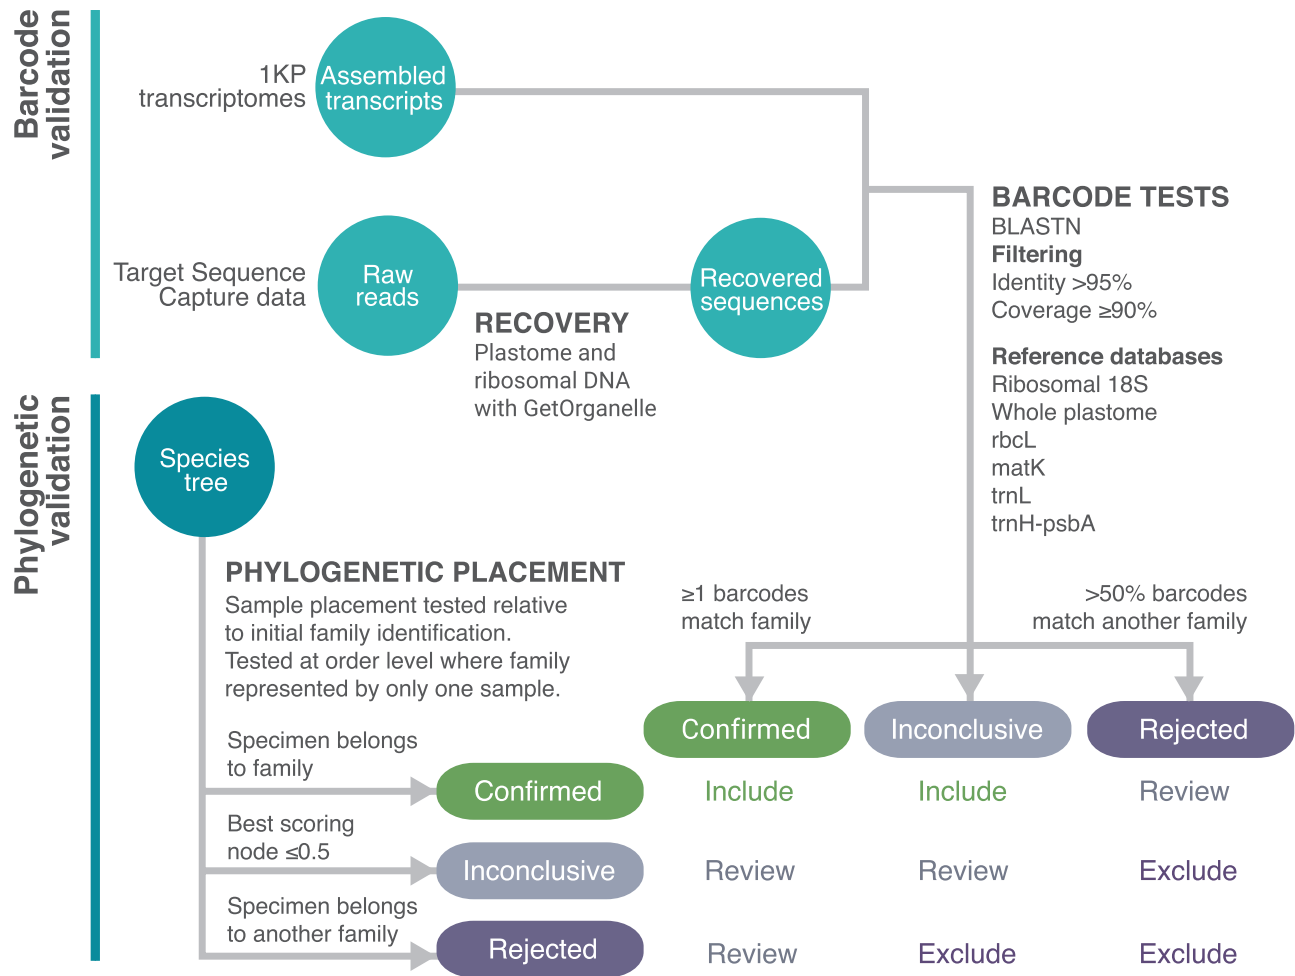 Barcode
validation
1KP
transcriptomes
Assembled
transcripts
Target Sequence
Capture data
Raw
reads
RECOVERY
Plastome and
ribosomal DNA
with GetOrganelle
Recovered
sequences
BARCODE TESTS
BLASTN
Filtering
Identity >95%
Coverage ≥90%
Reference databases
Ribosomal 18S
Whole plastome
rbcL
matK
trnL
trnH-psbA
≥1 barcodes
match family
>50% barcodes
match another family
Confirmed
Inconclusive
Rejected
Phylogenetic
validation
Species
tree
PHYLOGENETIC PLACEMENT
Sample placement tested relative
to initial family identification.
Tested at order level where family
represented by only one sample.
Specimen belongs
to family
Confirmed
Include
Include
Review
Best scoring
node ≤0.5
Inconclusive
Review
Review
Exclude
Specimen belongs
to another family
Rejected
Review
Exclude
Exclude